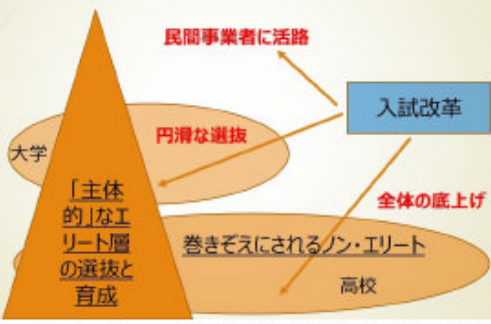 民間事業者に活路
入試改革
円滑な選抜
大学
全体の底上げ
「主体
的」なエ
リート層
の選抜と
育成
巻きぞえにされるノン・エリート
高校